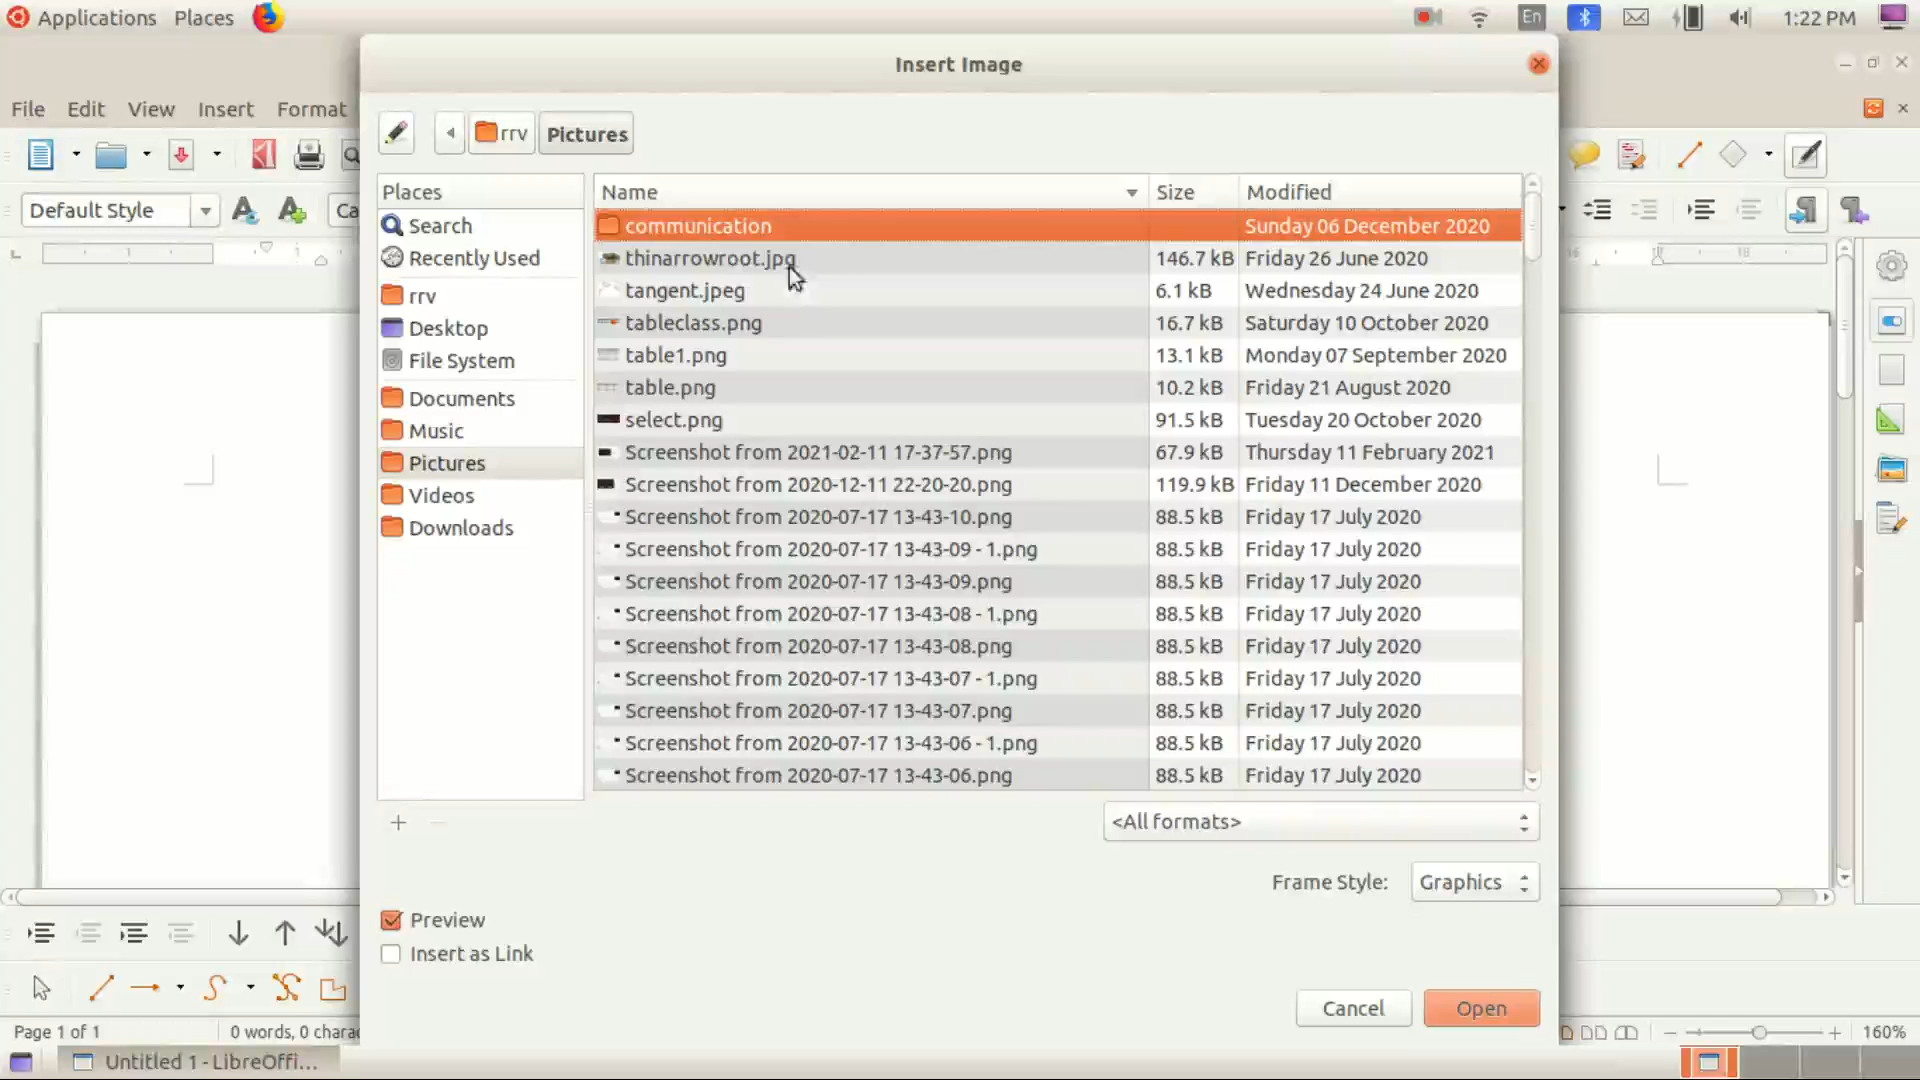 Applications Places En 1:22 PM
Insert Image
File Edit View Insert Format
rrv Pictures
Places Name Size Modified
Default Style Ca
Search communication Sunday 06 December 2020
Recently Used thinarrowroot.jpg 146.7 kB Friday 26 June 2020
tangent.jpeg 6.1 kB Wednesday 24 June 2020
rrv
Desktop tableclass.png 16.7 kB Saturday 10 October 2020
File System table1.png 13.1 kB Monday 07 September 2020
Documents table.png 10.2 kB Friday 21 August 2020
Music select.png 91.5 kB Tuesday 20 October 2020
Pictures Screenshot from 2021-02-11 17-37-57.png 67.9 kB Thursday 11 February 2021
Videos Screenshot from 2020-12-11 22-20-20.png 119.9 kB Friday 11 December 2020
Downloads Screenshot from 2020-07-17 13-43-10.png 88.5 kB Friday 17 July 2020
Screenshot from 2020-07-17 13-43-09 - 1.png 88.5 kB Friday 17 July 2020
Screenshot from 2020-07-17 13-43-09.png 88.5 kB Friday 17 July 2020
Screenshot from 2020-07-17 13-43-08 - 1.png 88.5 kB Friday 17 July 2020
Screenshot from 2020-07-17 13-43-08.png 88.5 kB Friday 17 July 2020
Screenshot from 2020-07-17 13-43-07 - 1.png 88.5 kB Friday 17 July 2020
Screenshot from 2020-07-17 13-43-07.png 88.5 kB Friday 17 July 2020
Screenshot from 2020-07-17 13-43-06 - 1.png 88.5 kB Friday 17 July 2020
Screenshot from 2020-07-17 13-43-06.png 88.5 kB Friday 17 July 2020
<All formats>
Frame Style: Graphics
Preview
Insert as Link
Cancel Open
Page 1 of 1 0 words, 0 charac 160%
Untitled 1 - LibreOffi...